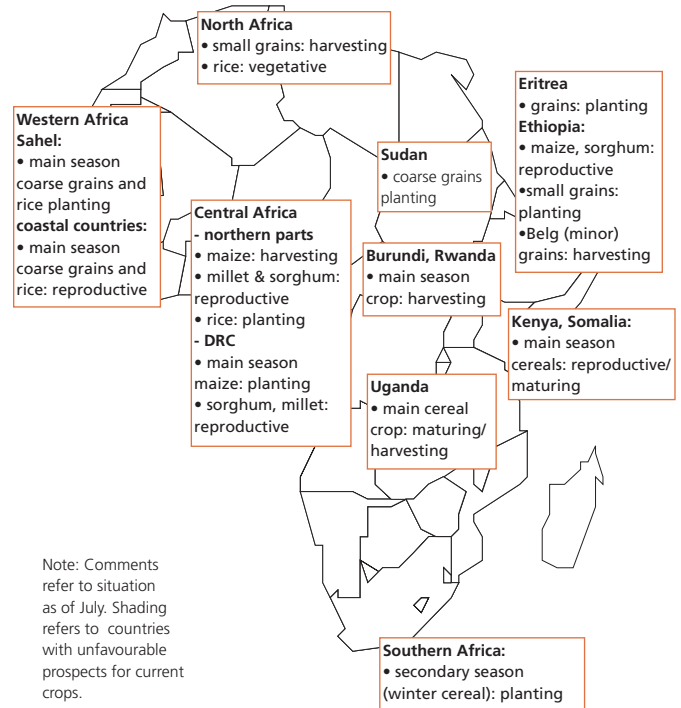 North Africa
• small grains: harvesting
• rice: vegetative
Western Africa
Sahel:
• main season
coarse grains and
rice planting
coastal countries:
• main season
coarse grains and
rice: reproductive
Central Africa
- northern parts
• maize: harvesting
• millet & sorghum:
reproductive
• rice: planting
- DRC
• main season
maize: planting
• sorghum, millet:
reproductive
Sudan
• coarse grains
planting
Eritrea
• grains: planting
Ethiopia:
• maize, sorghum:
reproductive
•small grains:
planting
•Belg (minor)
grains: harvesting
Burundi, Rwanda
• main season
crop: harvesting
Kenya, Somalia:
• main season
cereals: reproductive/
maturing
Uganda
• main cereal
crop: maturing/
harvesting
Note: Comments
refer to situation
as of July. Shading
refers to countries
with unfavourable
prospects for current
crops.
Southern Africa:
• secondary season
(winter cereal): planting